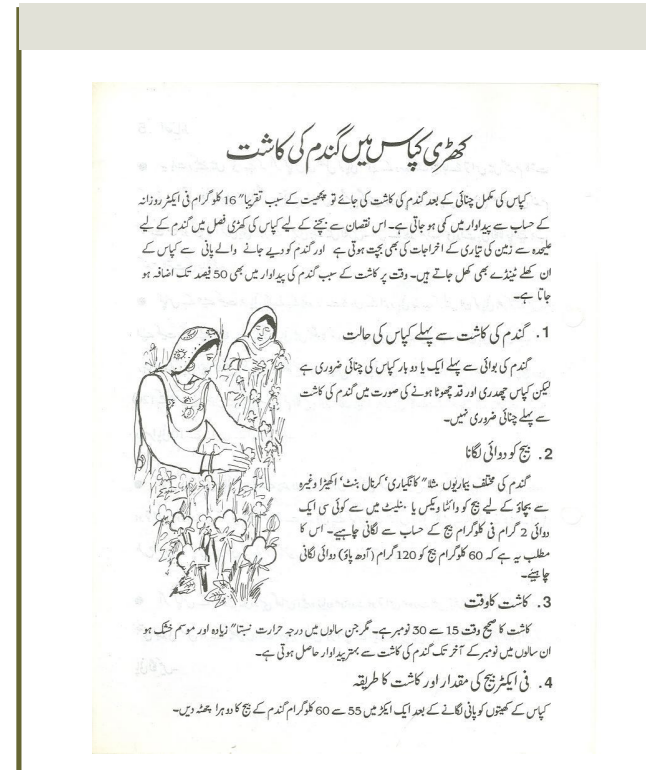 کھڑی کپاس میں گندم کی کاشت
کپاس کی مکمل چنائی کے بعد گندم کی کاشت کی جائے تو پچھیت کے سبب تقریبا" 16 کلوگرام فی ایکڑ روزانہ
کے حساب سے پیداوار میں کمی ہو جاتی ہے۔ اس نقصان سے بچنے کے لیے کپاس کی کھڑی فصل میں گندم کے لیے
علیحدہ سے زمین کی تیاری کے اخراجات کی بھی بچت ہوتی ہے اور گندم کو دیے جانے والے پانی سے کپاس کے
ان کھلے ٹینڈے بھی کھل جاتے ہیں۔ وقت پر کاشت کے سبب گندم کی پیداوار میں بھی 50 فیصد تک اضافہ ہو
جاتا ہے۔
1. گندم کی کاشت سے پہلے کپاس کی حالت
گندم کی بوائی سے پہلے ایک یا دو بار کپاس کی چنائی ضروری ہے
لیکن کپاس چھدری اور قد چھوٹا ہونے کی صورت میں گندم کی کاشت
سے پہلے چنائی ضروری نہیں۔
2. بیج کو دوائی لگانا
گندم کی مختلف بیماریوں مثلا" کانگیاری، کرنال بنٹ، اکھیڑا وغیرہ
سے بچاؤ کے لیے بیج کو وائٹا ویکس یا بنلیٹ میں سے کوئی سی ایک
دوائی 2 گرام فی کلوگرام بیج کے حساب سے لگانی چاہیے۔ اس کا
مطلب یہ ہے کہ 60 کلوگرام بیج کو 120 گرام (آدھ پاؤ) دوائی لگانی
چاہیئے۔
3. کاشت کا وقت
کاشت کا صحیح وقت 15 سے 30 نومبر ہے۔ مگر جن سالوں میں درجہ حرارت نسبتا" زیادہ اور موسم خشک ہو
ان سالوں میں نومبر کے آخر تک گندم کی کاشت سے بہتر پیداوار حاصل ہوتی ہے۔
4. فی ایکڑ بیج کی مقدار اور کاشت کا طریقہ
کپاس کے کھیتوں کو پانی لگانے کے بعد ایک ایکڑ میں 55 سے 60 کلوگرام گندم کے بیج کا دوہرا چھٹہ دیں۔